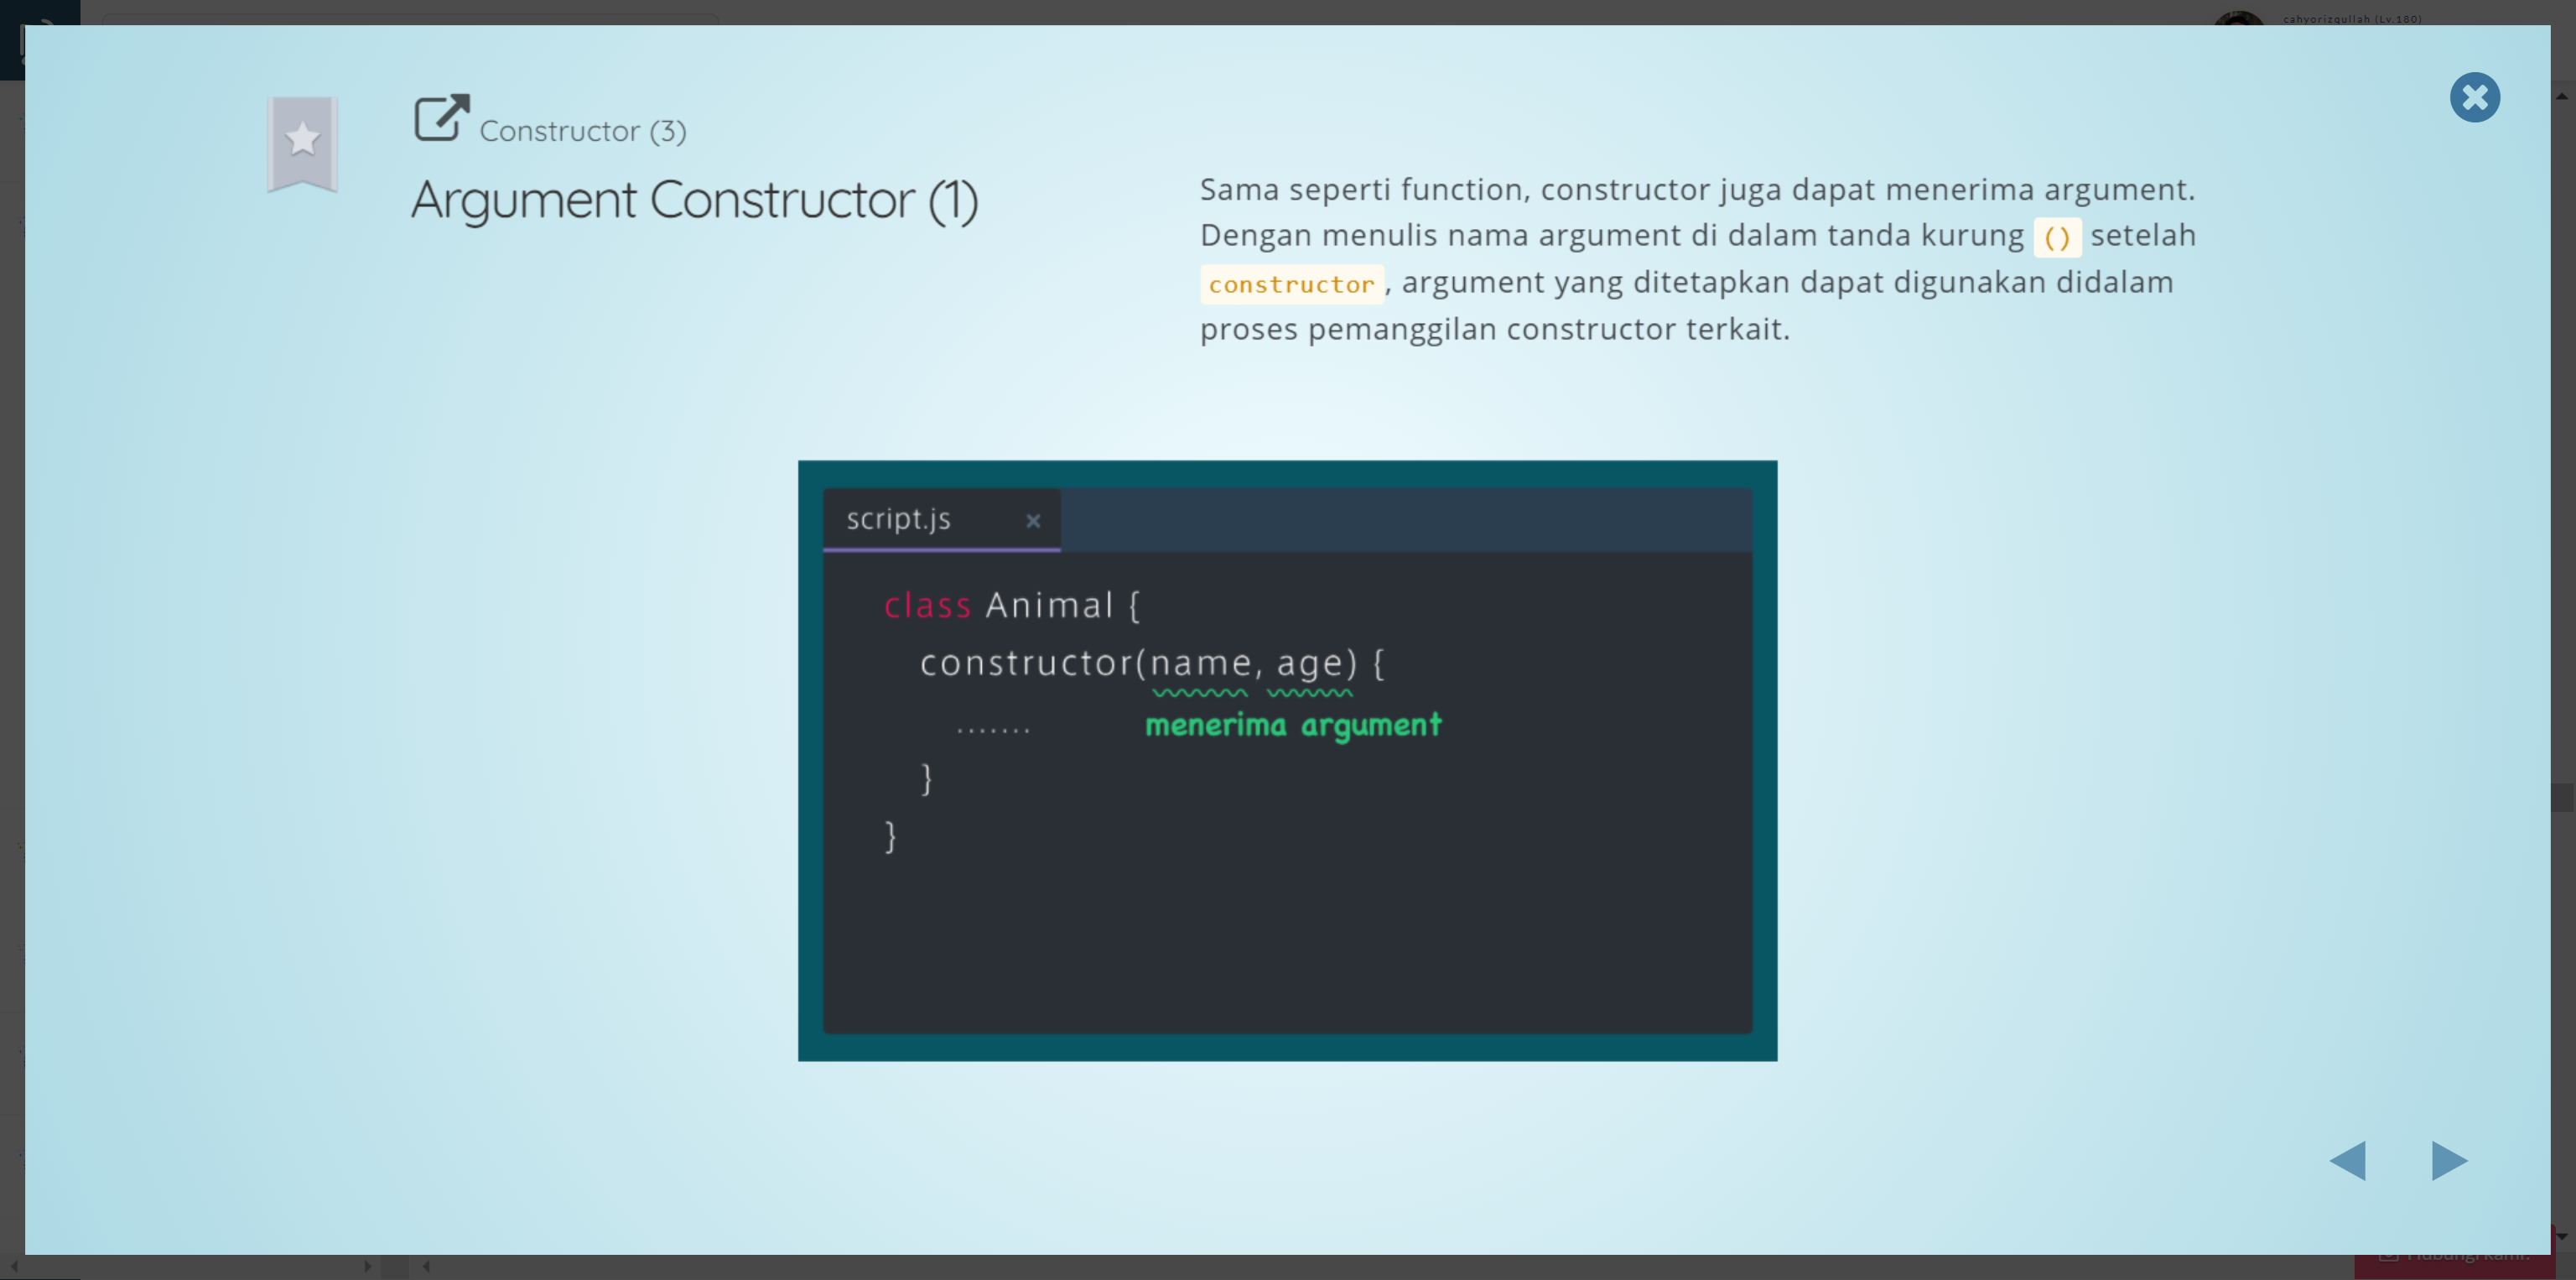 cahyorizqullah (Lv.180)
Constructor (3)
Argument Constructor (1)
Sama seperti function, constructor juga dapat menerima argument.
Dengan menulis nama argument di dalam tanda kurung () setelah
constructor, argument yang ditetapkan dapat digunakan didalam
proses pemanggilan constructor terkait.
script.js
class Animal {
constructor(name, age) {
....... menerima argument
}
}